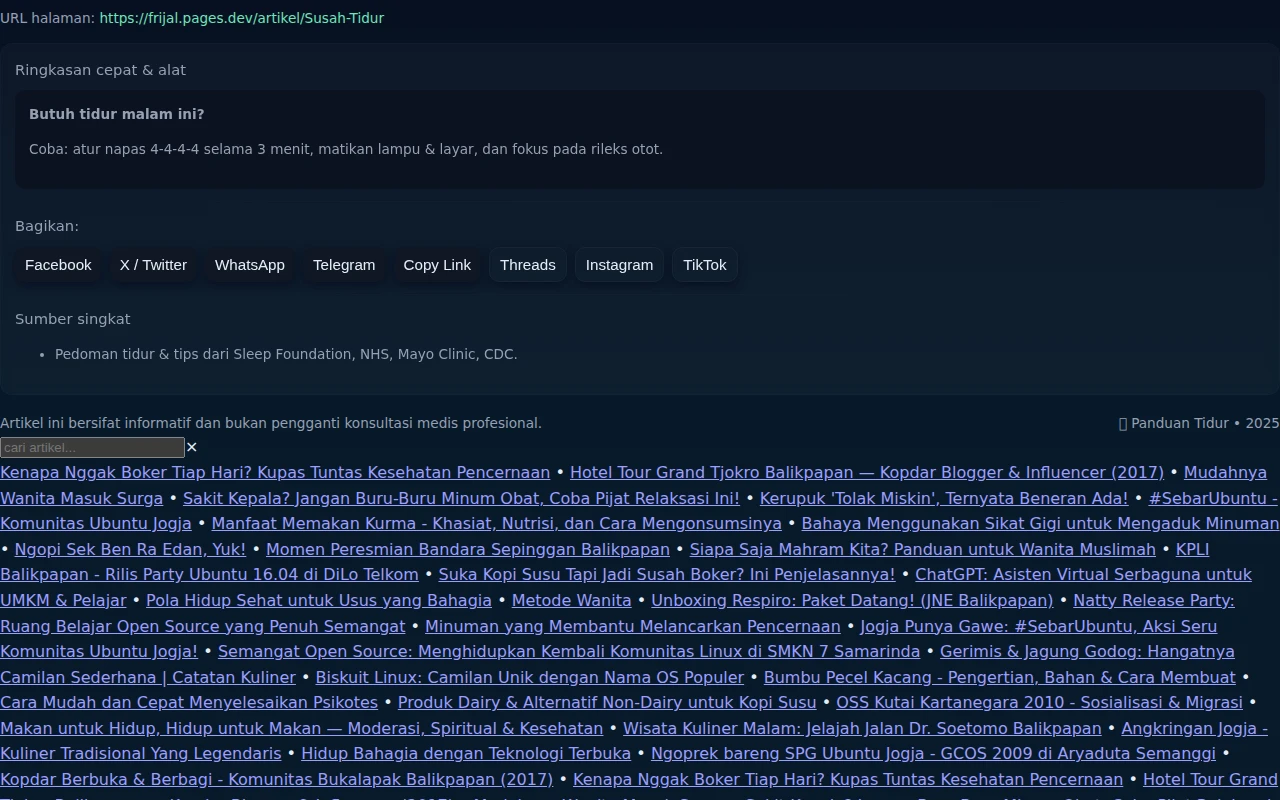 URL halaman: https://frijal.pages.dev/artikel/Susah-Tidur
Ringkasan cepat & alat
Butuh tidur malam ini?
Coba: atur napas 4-4-4-4 selama 3 menit, matikan lampu & layar, dan fokus pada rileks otot.
Bagikan:
Facebook X / Twitter WhatsApp Telegram Copy Link Threads Instagram TikTok
Sumber singkat
• Pedoman tidur & tips dari Sleep Foundation, NHS, Mayo Clinic, CDC.
Artikel ini bersifat informatif dan bukan pengganti konsultasi medis profesional. Panduan Tidur • 2025
cari artikel... ✕
Kenapa Nggak Boker Tiap Hari? Kupas Tuntas Kesehatan Pencernaan • Hotel Tour Grand Tjokro Balikpapan — Kopdar Blogger & Influencer (2017) • Mudahnya
Wanita Masuk Surga • Sakit Kepala? Jangan Buru-Buru Minum Obat, Coba Pijat Relaksasi Ini! • Kerupuk 'Tolak Miskin', Ternyata Beneran Ada! • #SebarUbuntu -
Komunitas Ubuntu Jogja • Manfaat Memakan Kurma - Khasiat, Nutrisi, dan Cara Mengonsumsinya • Bahaya Menggunakan Sikat Gigi untuk Mengaduk Minuman
• Ngopi Sek Ben Ra Edan, Yuk! • Momen Peresmian Bandara Sepinggan Balikpapan • Siapa Saja Mahram Kita? Panduan untuk Wanita Muslimah • KPLI
Balikpapan - Rilis Party Ubuntu 16.04 di DiLo Telkom • Suka Kopi Susu Tapi Jadi Susah Boker? Ini Penjelasannya! • ChatGPT: Asisten Virtual Serbaguna untuk
UMKM & Pelajar • Pola Hidup Sehat untuk Usus yang Bahagia • Metode Wanita • Unboxing Respiro: Paket Datang! (JNE Balikpapan) • Natty Release Party:
Ruang Belajar Open Source yang Penuh Semangat • Minuman yang Membantu Melancarkan Pencernaan • Jogja Punya Gawe: #SebarUbuntu, Aksi Seru
Komunitas Ubuntu Jogja! • Semangat Open Source: Menghidupkan Kembali Komunitas Linux di SMKN 7 Samarinda • Gerimis & Jagung Godog: Hangatnya
Camilan Sederhana | Catatan Kuliner • Biskuit Linux: Camilan Unik dengan Nama OS Populer • Bumbu Pecel Kacang - Pengertian, Bahan & Cara Membuat •
Cara Mudah dan Cepat Menyelesaikan Psikotes • Produk Dairy & Alternatif Non-Dairy untuk Kopi Susu • OSS Kutai Kartanegara 2010 - Sosialisasi & Migrasi •
Makan untuk Hidup, Hidup untuk Makan — Moderasi, Spiritual & Kesehatan • Wisata Kuliner Malam: Jelajah Jalan Dr. Soetomo Balikpapan • Angkringan Jogja -
Kuliner Tradisional Yang Legendaris • Hidup Bahagia dengan Teknologi Terbuka • Ngoprek bareng SPG Ubuntu Jogja - GCOS 2009 di Aryaduta Semanggi •
Kopdar Berbuka & Berbagi - Komunitas Bukalapak Balikpapan (2017) • Kenapa Nggak Boker Tiap Hari? Kupas Tuntas Kesehatan Pencernaan • Hotel Tour Grand